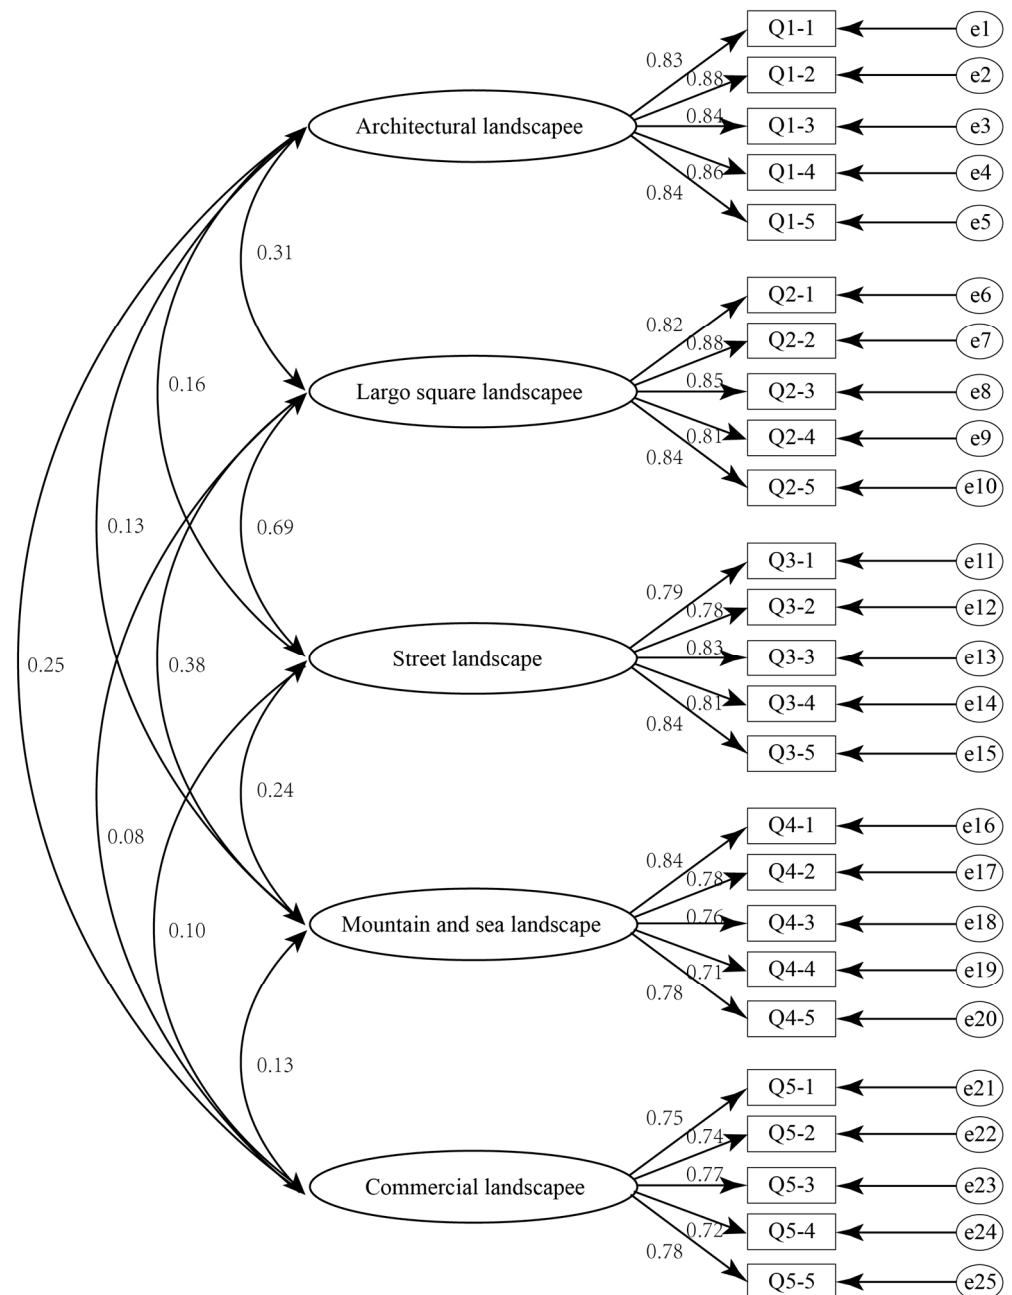 Q1-1 e1
0.83
0.88 Q1-2 e2
0.84 Q1-3 e3
Architectural landscapee
0.86 Q1-4 e4
0.84
Q1-5 e5
0.31
Q2-1 e6
0.82
0.88 Q2-2 e7
0.16
0.85 Q2-3 e8
Largo square landscapee
0.81 Q2-4 e9
0.84
Q2-5 e10
0.13
0.69
Q3-1 e11
0.79
0.78 Q3-2 e12
0.83 Q3-3 e13
Street landscape
0.25
0.38
0.81 Q3-4 e14
0.84
Q3-5 e15
0.24
Q4-1 e16
0.08
0.84
0.78 Q4-2 e17
0.76 Q4-3 e18
Mountain and sea landscape
0.10
0.71 Q4-4 e19
0.78
Q4-5 e20
0.13
Q5-1 e21
0.75
0.74 Q5-2 e22
0.77 Q5-3 e23
Commercial landscapee
0.72 Q5-4 e24
0.78
Q5-5 e25